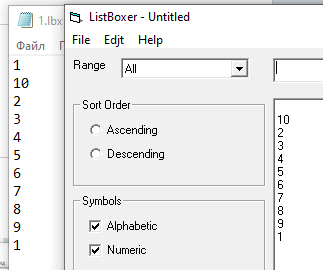 1.lbx
Файл
1
10
2
3
4
5
6
7
8
9
1
ListBoxer - Untitled
File Edjt Help
Range All
Sort Order
Ascending
Descending
Symbols
Alphabetic
Numeric
10
2
3
4
5
6
7
8
9
1